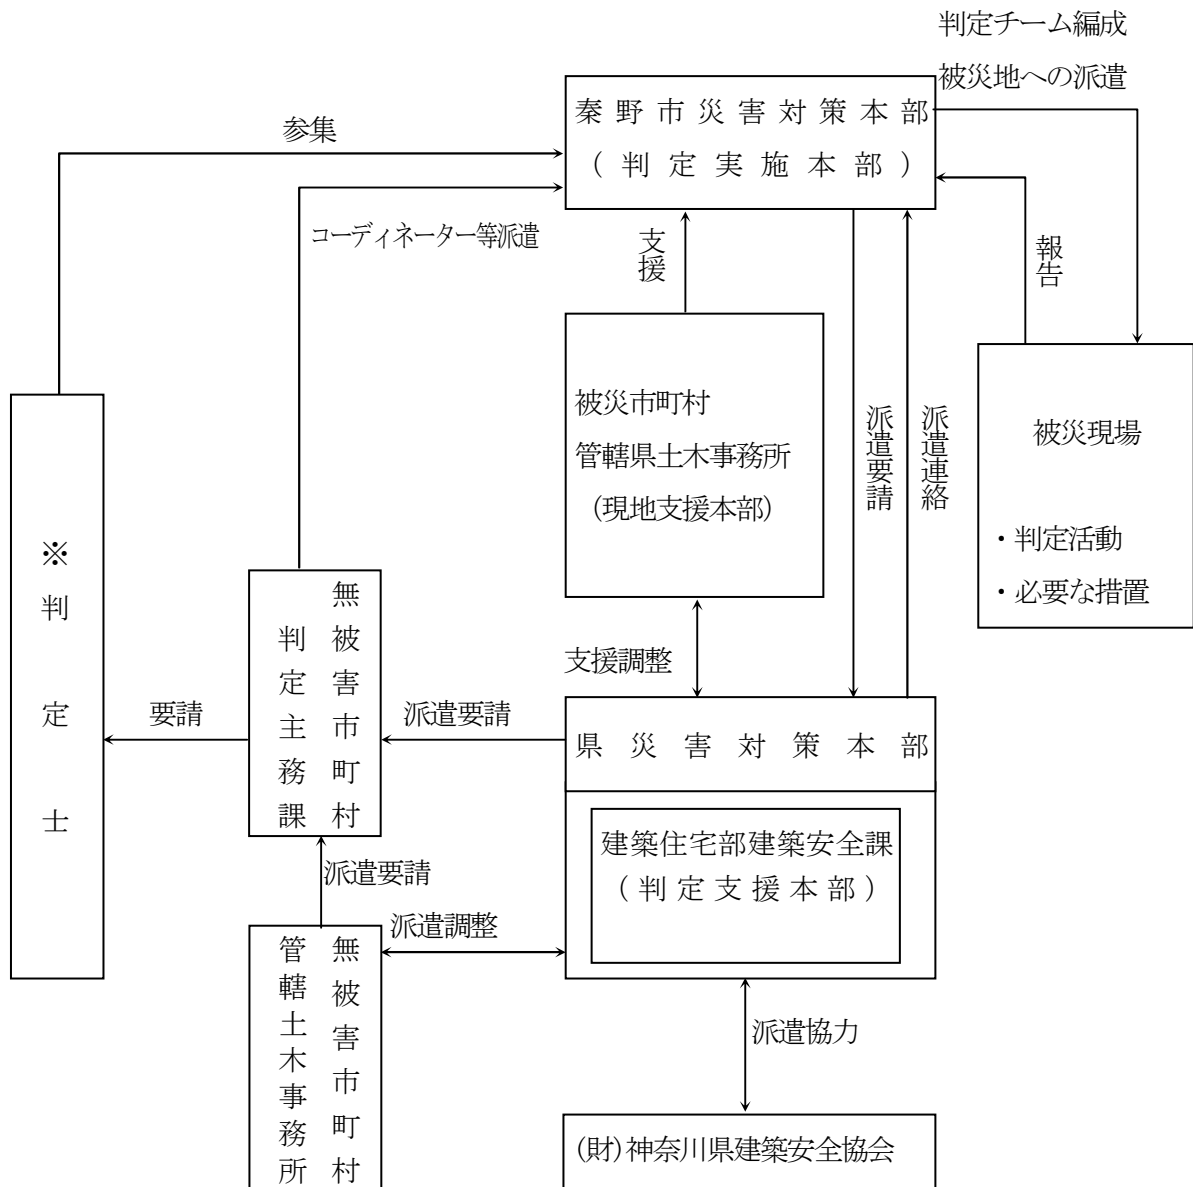 判定チーム編成
被災地への派遣
秦野市災害対策本部
(判定実施本部)
参集
コーディネーター等派遣
支援
報告
被災市町村
管轄県土木事務所
(現地支援本部)
派遣要請
派遣連絡
被災現場
・判定活動
・必要な措置
※判定士
無被害市町村
判定主務課
支援調整
要請
派遣要請
県災害対策本部
建築住宅部建築安全課
(判定支援本部)
派遣要請
派遣調整
無被害市町村
管轄土木事務所
派遣協力
(財)神奈川県建築安全協会